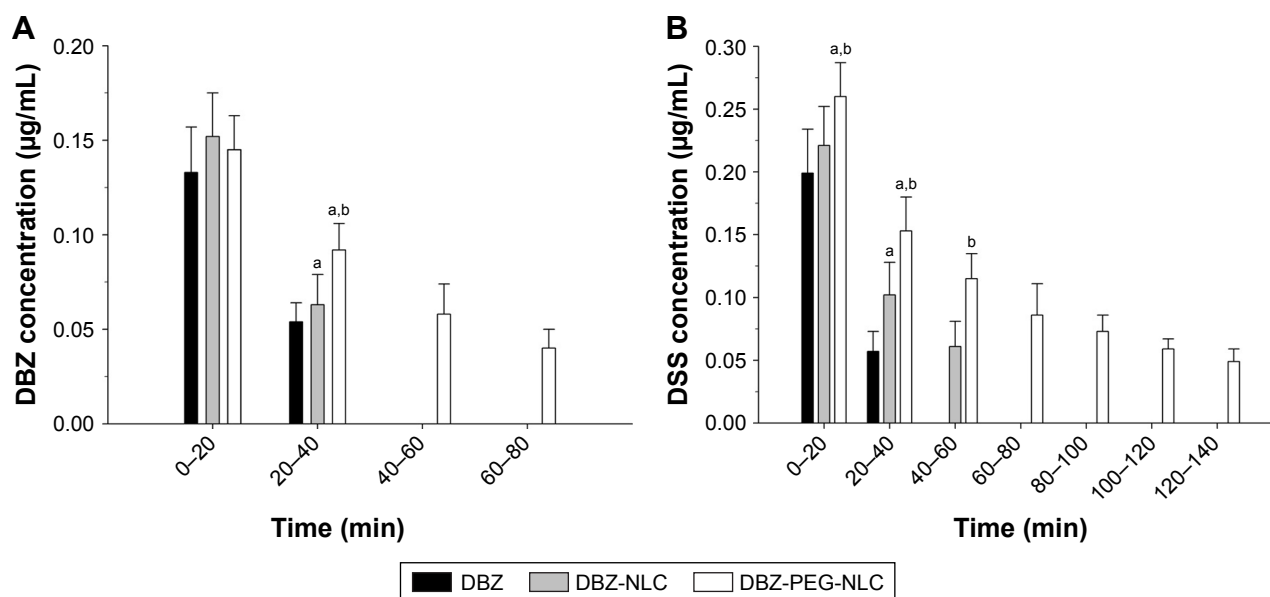 A
DBZ concentration (µg/mL)
0.20
0.15
0.10
0.05
0.00
a
a,b
0–20
20–40
40–60
60–80
Time (min)
B
DSS concentration (µg/mL)
0.30
0.25
0.20
0.15
0.10
0.05
0.00
a,b
a
a,b
b
0–20
20–40
40–60
60–80
80–100
100–120
120–140
Time (min)
DBZ DBZ-NLC DBZ-PEG-NLC